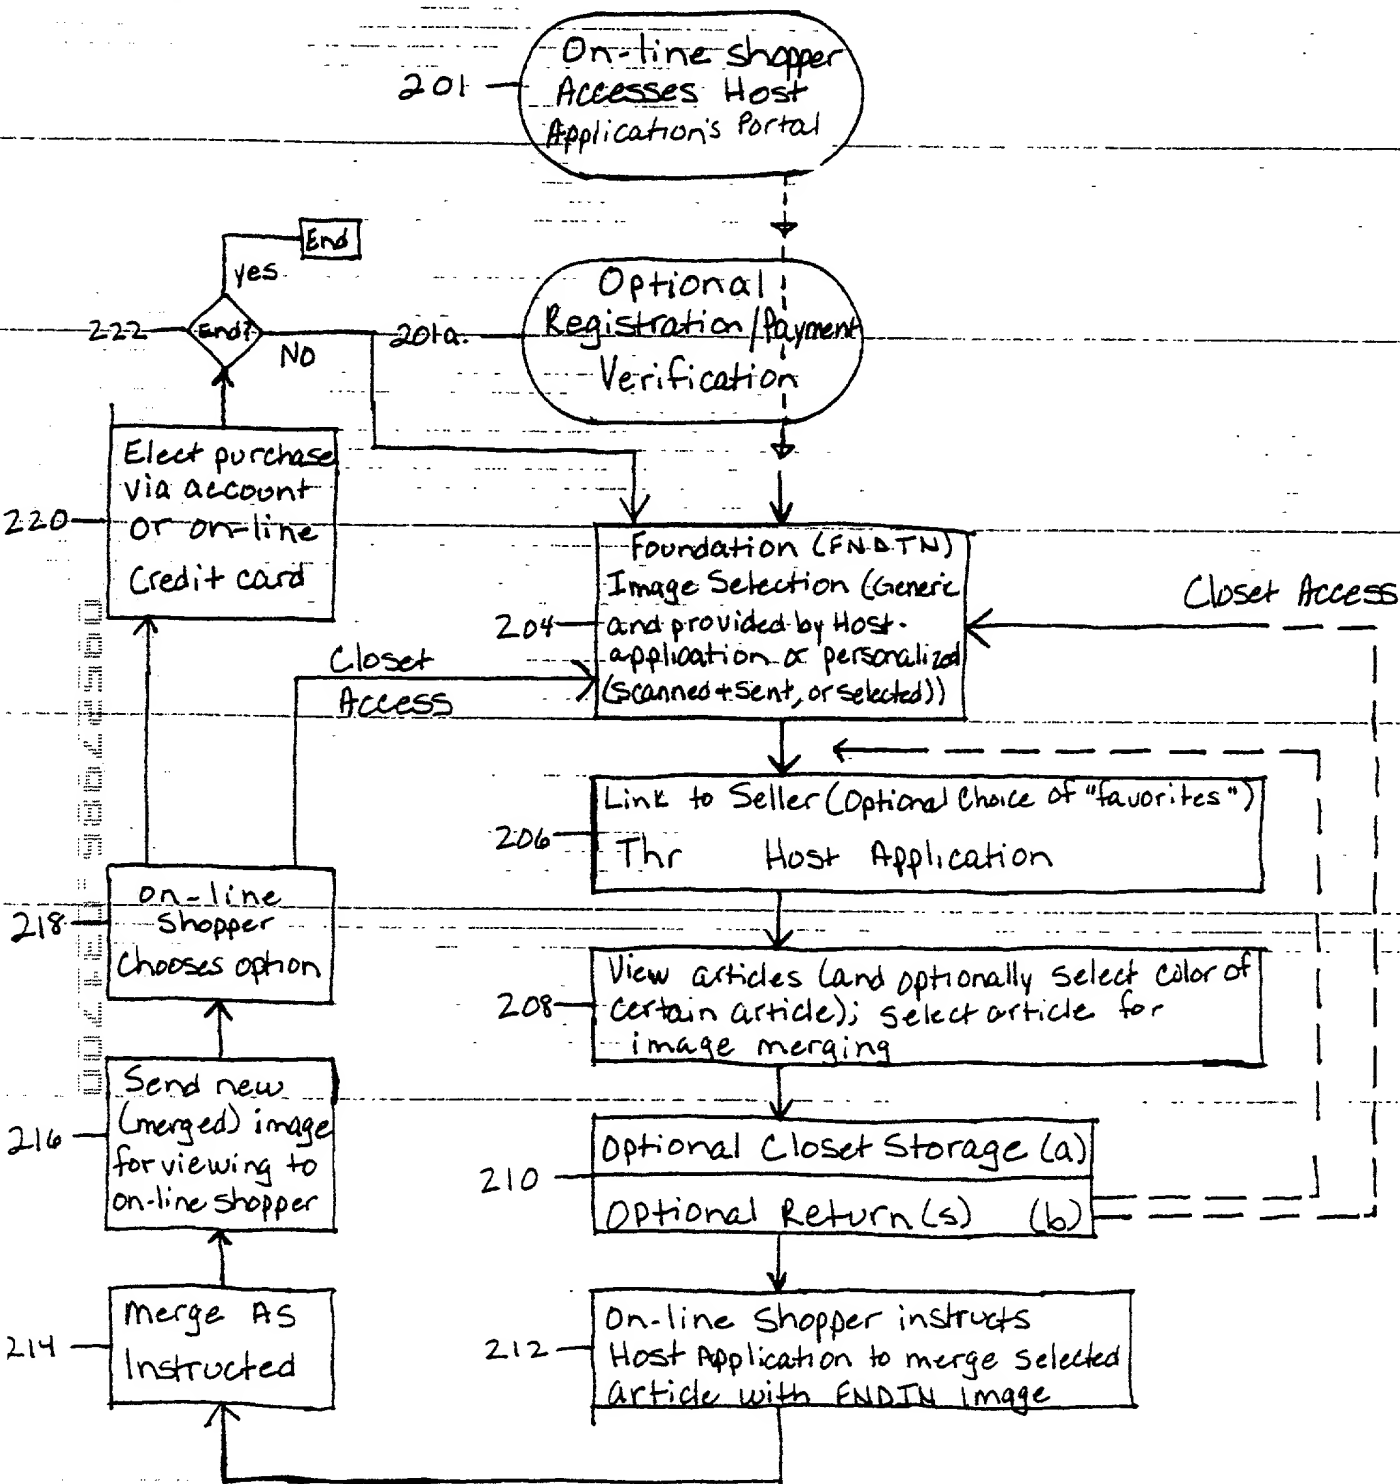 On-line shopper
Accesses Host
Application's Portal
201
End
yes
222
End?
No
201a.
Optional
Registration/Payment
Verification
Elect purchase
via account
or on-line
Credit card
220
Foundation (FNDTN)
Image Selection (Generic
and provided by Host-
application or personalized
(scanned + sent, or selected))
204
Closet Access
Closet
Access
Link to Seller (Optional Choice of "favorites")
Thr Host Application
206
on-line
shopper
Chooses option
218
View articles (and optionally select color of
certain article); select article for
image merging
208
Send new
(merged) image
for viewing to
on-line shopper
216
Optional Closet Storage (a)
Optional Return(s) (b)
210
Merge As
Instructed
214
On-line Shopper instructs
Host Application to merge selected
article with FNDTN Image
212